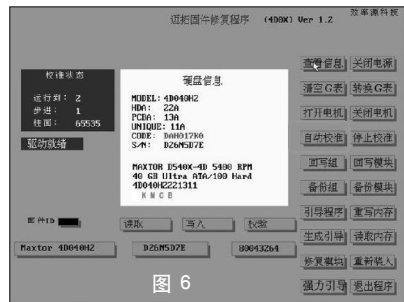 效率源科技
迈拓固件修复程序 (4D0X) Ver 1.2
查看信息 关闭电源
清空G表 转换G表
打开电机 关闭电机
自动校准 停止校准
回写组 回写模块
备份组 备份模块
引导程序 重写内存
生成引导 读取内存
修复模块 重新装入
强力引导 退出程序
校准状态
运行到: 2
步进: 1
柱面: 65535
驱动就绪
硬盘信息
MODEL: 4D040H2
HDA: 22A
PCBA: 13A
UNIQUE: 11A
CODE: DAH017K0
S/N: D26N5D7E
MAXTOR D540X-4D 5400 RPM
40 GB Ultra ATA/100 Hard
4D040H2221311
K M C B
固件ID
读取 写入 校验
Maxtor 4D040H2 D26N5D7E 80043264
图 6